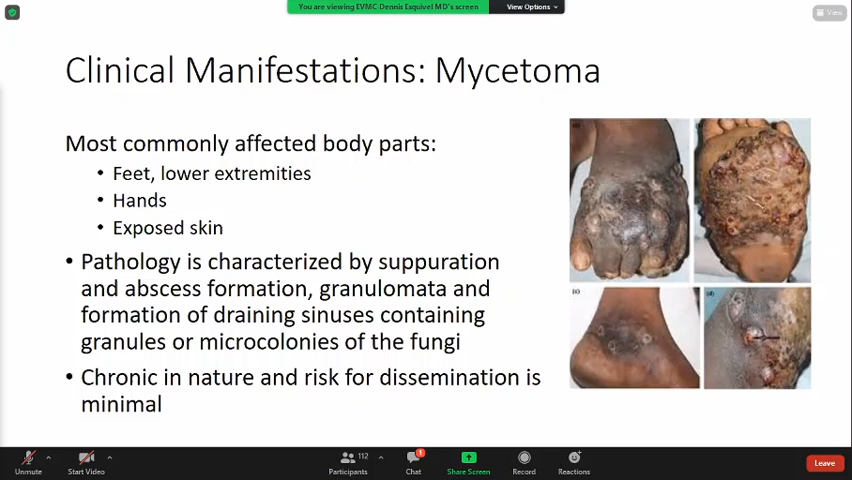 You are viewing EVMC Dennis Esquivel MD's screen
View Options
View
Clinical Manifestations: Mycetoma
Most commonly affected body parts:
• Feet, lower extremities
• Hands
• Exposed skin
• Pathology is characterized by suppuration
and abscess formation, granulomata and
formation of draining sinuses containing
granules or microcolonies of the fungi
• Chronic in nature and risk for dissemination is
minimal
(c)
(d)
112
1
Unmute
Start Video
Participants
Chat
Share Screen
Record
Reactions
Leave